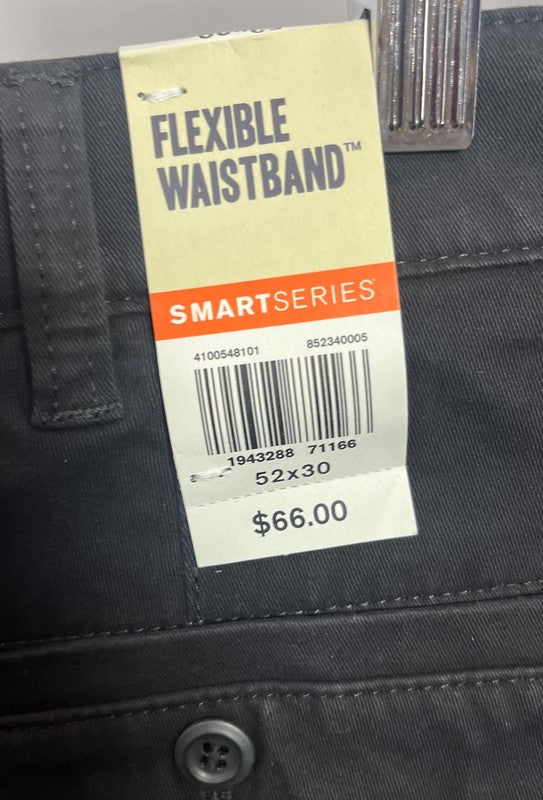 FLEXIBLE
WAISTBAND™
SMARTSERIES
4100548101 852340005
1943288 71166
52x30
$66.00